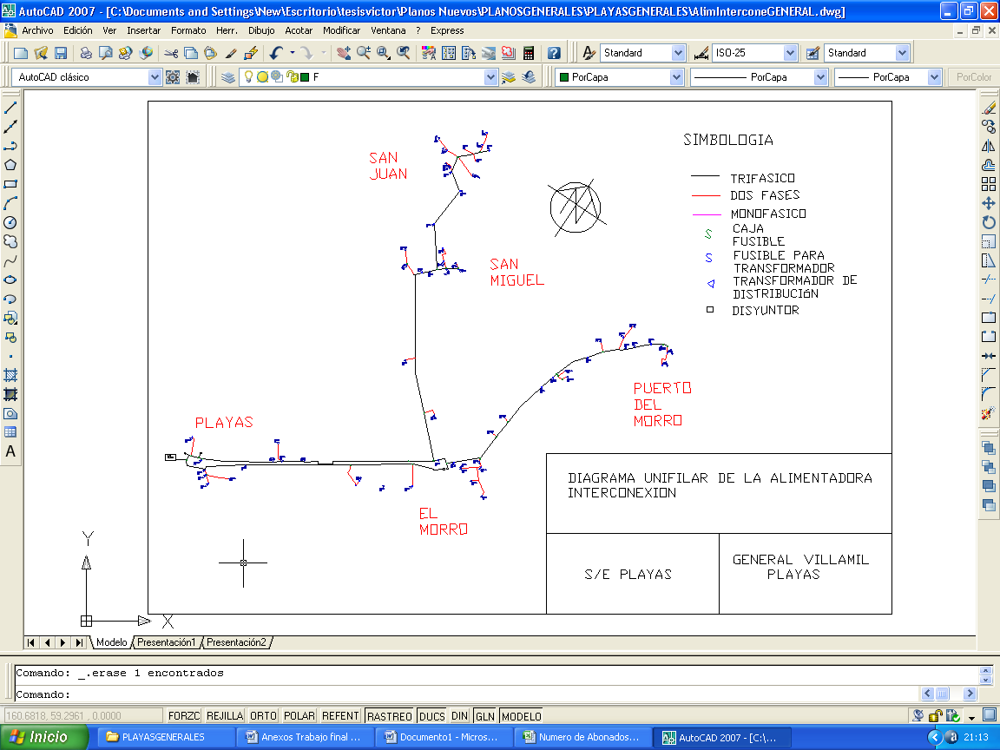 AutoCAD 2007 - [C:\Documents and Settings\New\Escritorio\tesisvictor\Planos Nuevos\PLANOSGENERALES\PLAYASGENERALES\AlimInterconeGENERAL.dwg]
Archivo Edición Ver Insertar Formato Herr. Dibujo Acotar Modificar Ventana ? Express
Standard ISO-25 Standard
AutoCAD clásico F PorCapa PorCapa PorCapa PorColor
SIMBOLOGIA
SAN
JUAN
TRIFASICO
DOS FASES
MONOFASICO
CAJA
FUSIBLE
FUSIBLE PARA
TRANSFORMADOR
TRANSFORMADOR DE
DISTRIBUCIóN
DISYUNTOR
SAN
MIGUEL
PUERTO
DEL
MORRO
PLAYAS
EL
MORRO
DIAGRAMA UNIFILAR DE LA ALIMENTADORA
INTERCONEXION
S/E PLAYAS
GENERAL VILLAMIL
PLAYAS
Y
X
Modelo Presentación1 Presentación2
Comando: _.erase 1 encontrados
Comando:
160.6818, 59.2961 , 0.0000 FORZC REJILLA ORTO POLAR REFENT RASTREO DUCS DIN GLN MODELO
Inicio PLAYASGENERALES Anexos Trabajo final ... Documento1 - Micros... Numero de Abonados... AutoCAD 2007 - [C:\... 21:13